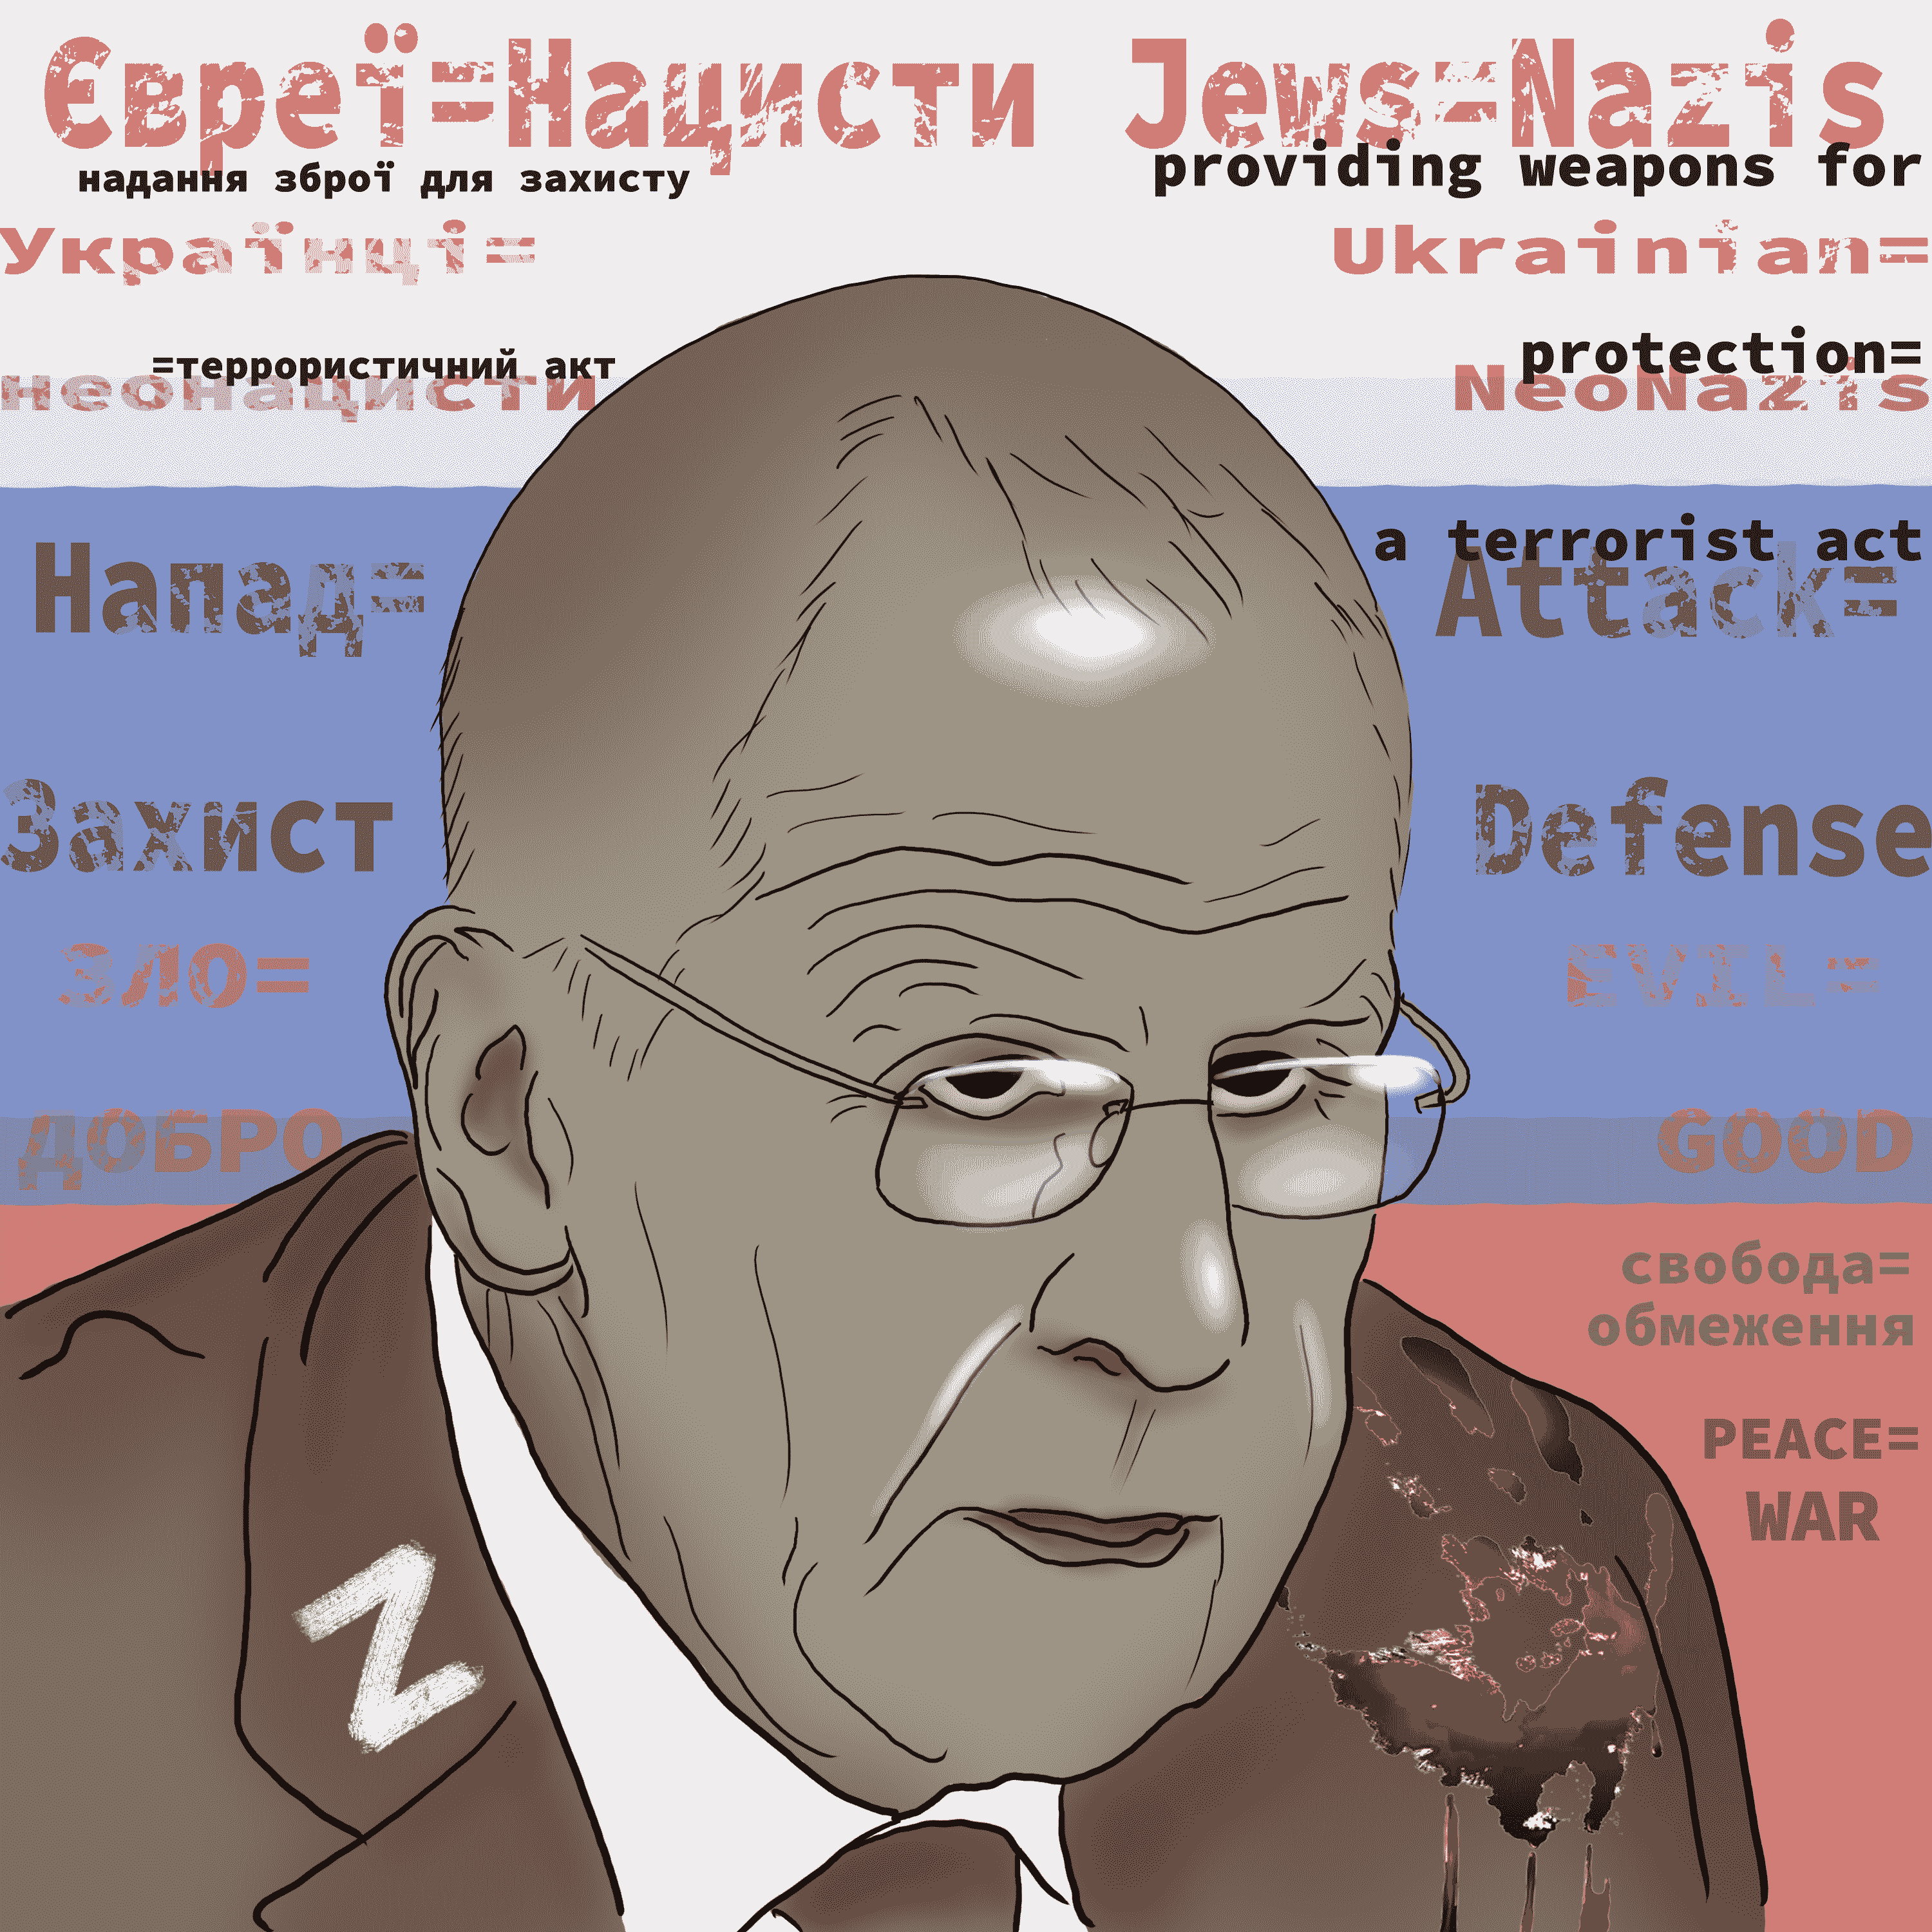 Євреї=Нацисти
надання зброї для захисту
Українці=
=террористичний акт
неонацисти
Напад=
Захист
ЗЛО=
ДОБРО
Jews=Nazis
providing weapons for
Ukrainian=
protection=
NeoNazis
a terrorist act
Attack=
Defense
EVIL=
GOOD
свобода=
обмеження
PEACE=
WAR
Z